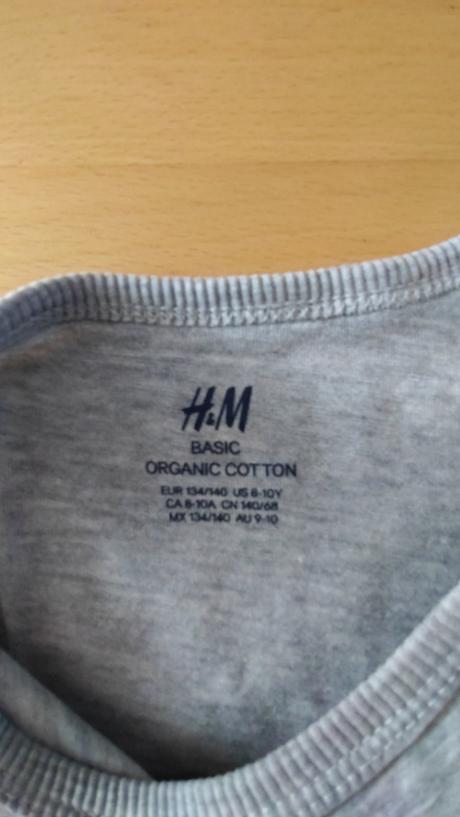 H&M
BASIC
ORGANIC COTTON
EUR 134/140 US 8-10Y
CA 8-10A CN 140/68
MX 134/140 AU 9-10